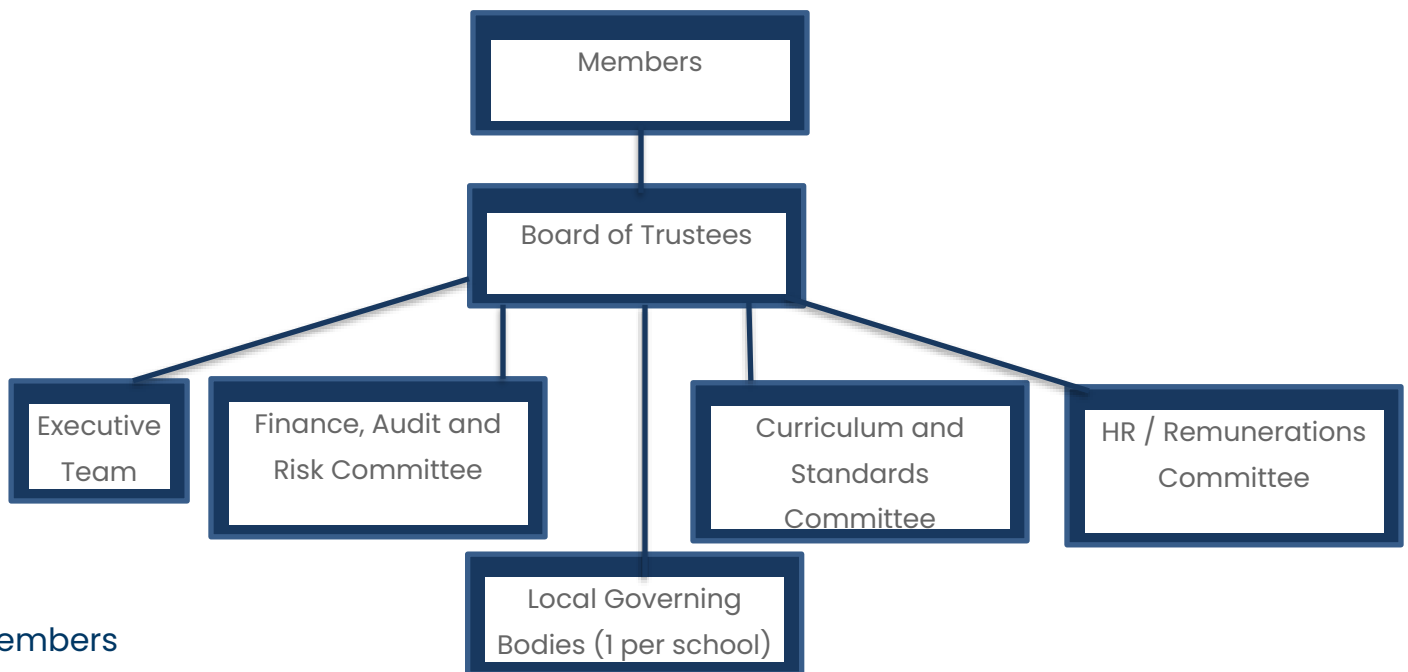 Members
Board of Trustees
Executive
Team
Finance, Audit and
Risk Committee
Curriculum and
Standards
Committee
HR / Remunerations
Committee
Local Governing
Bodies (1 per school)
embers